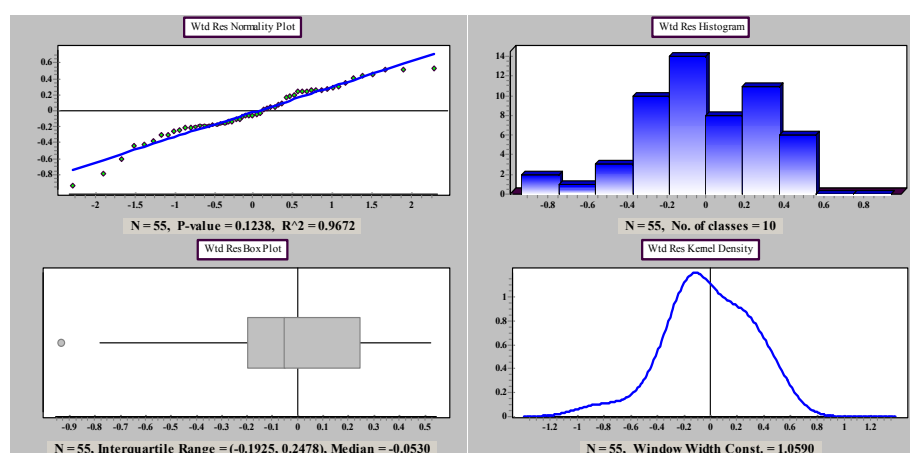 Wtd Res Normality Plot
0.6
0.4
0.2
0
-0.2
-0.4
-0.6
-0.8
-2 -1.5 -1 -0.5 0 0.5 1 1.5 2
N = 55, P-value = 0.1238, R^2 = 0.9672
Wtd Res Histogram
14
12
10
8
6
4
2
0
-0.8 -0.6 -0.4 -0.2 0 0.2 0.4 0.6 0.8
N = 55, No. of classes = 10
Wtd Res Box Plot
-0.9 -0.8 -0.7 -0.6 -0.5 -0.4 -0.3 -0.2 -0.1 0 0.1 0.2 0.3 0.4 0.5
N = 55, Interquartile Range = (-0.1925, 0.2478), Median = -0.0530
Wtd Res Kernel Density
1
0.8
0.6
0.4
0.2
0
-1.2 -1 -0.8 -0.6 -0.4 -0.2 0 0.2 0.4 0.6 0.8 1 1.2
N = 55, Window Width Const. = 1.0590